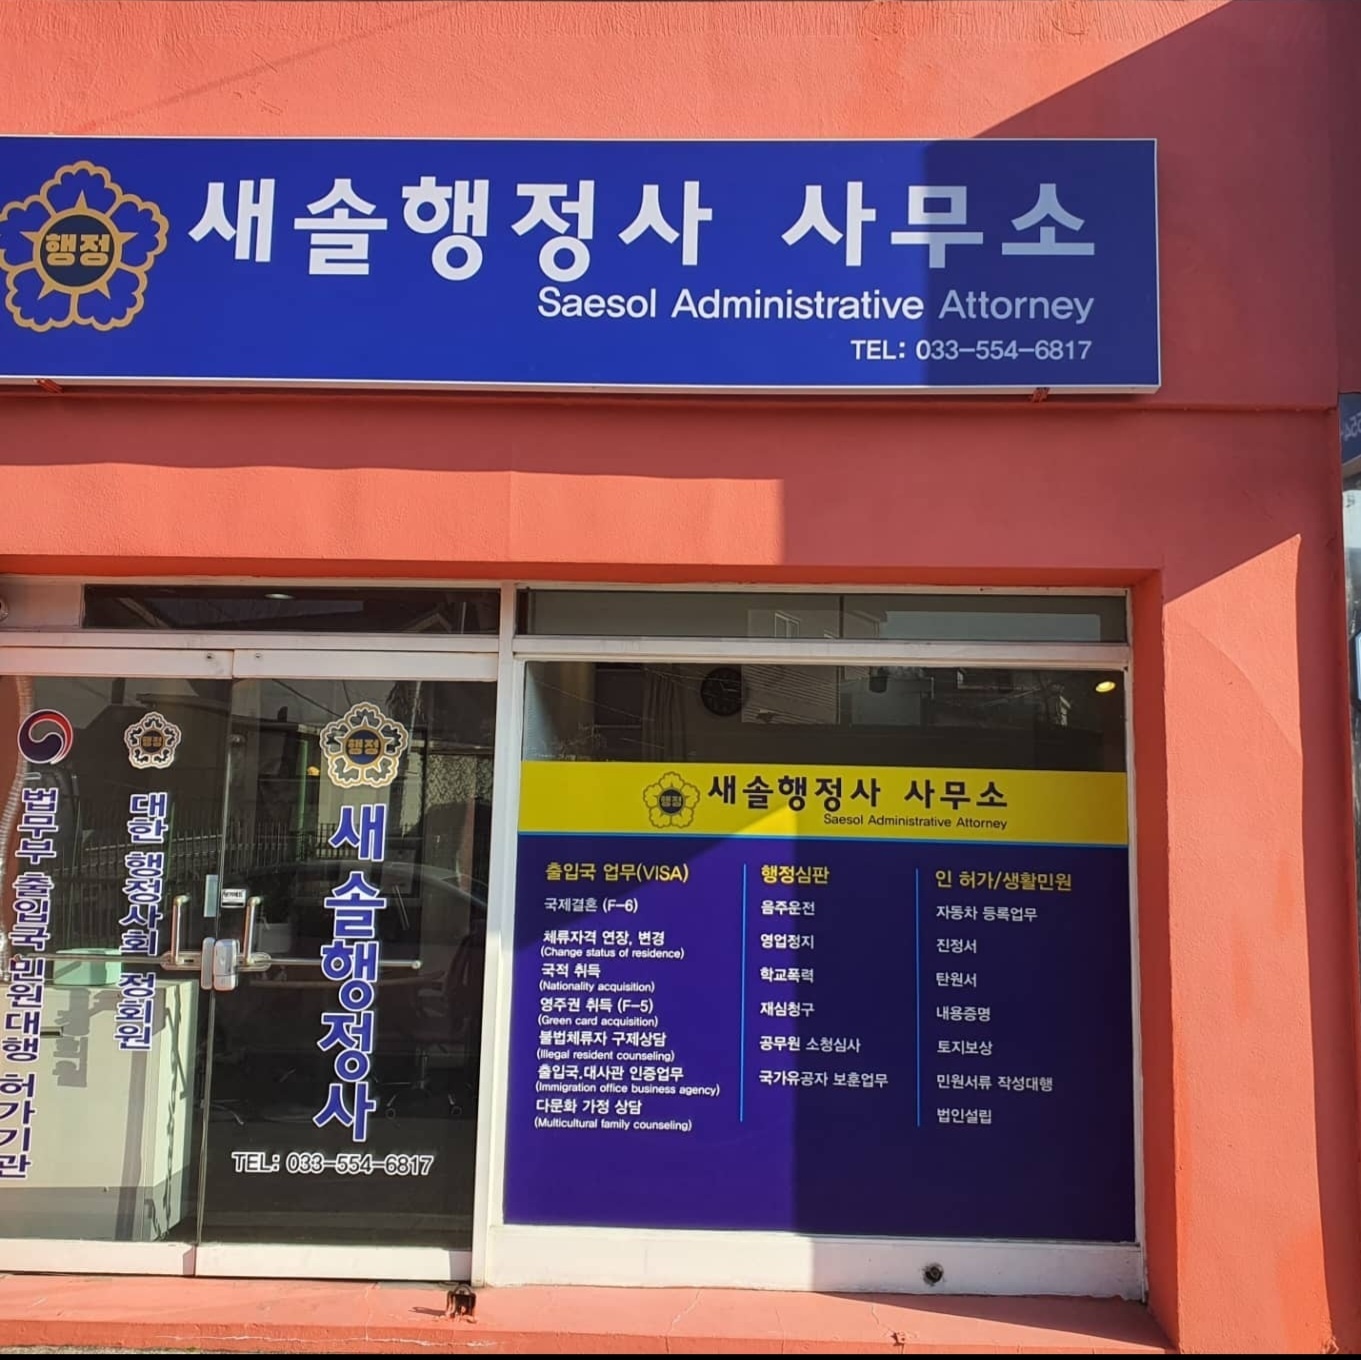 행정
새솔행정사 사무소
Saesol Administrative Attorney
TEL: 033-554-6817
법무부 출입국 민원대행 허가기관
행정
대한 행정사회 정회원
행정
새솔행정사
TEL: 033-554-6817
행정
새솔행정사 사무소
Saesol Administrative Attorney
출입국 업무(VISA)
국제결혼 (F-6)
체류자격 연장, 변경
(Change status of residence)
국적 취득
(Nationality acquisition)
영주권 취득 (F-5)
(Green card acquisition)
불법체류자 구제상담
(Illegal resident counseling)
출입국.대사관 인증업무
(Immigration office business agency)
다문화 가정 상담
(Multicultural family counseling)
행정심판
음주운전
영업정지
학교폭력
재심청구
공무원 소청심사
국가유공자 보훈업무
인 허가/생활민원
자동차 등록업무
진정서
탄원서
내용증명
토지보상
민원서류 작성대행
법인설립